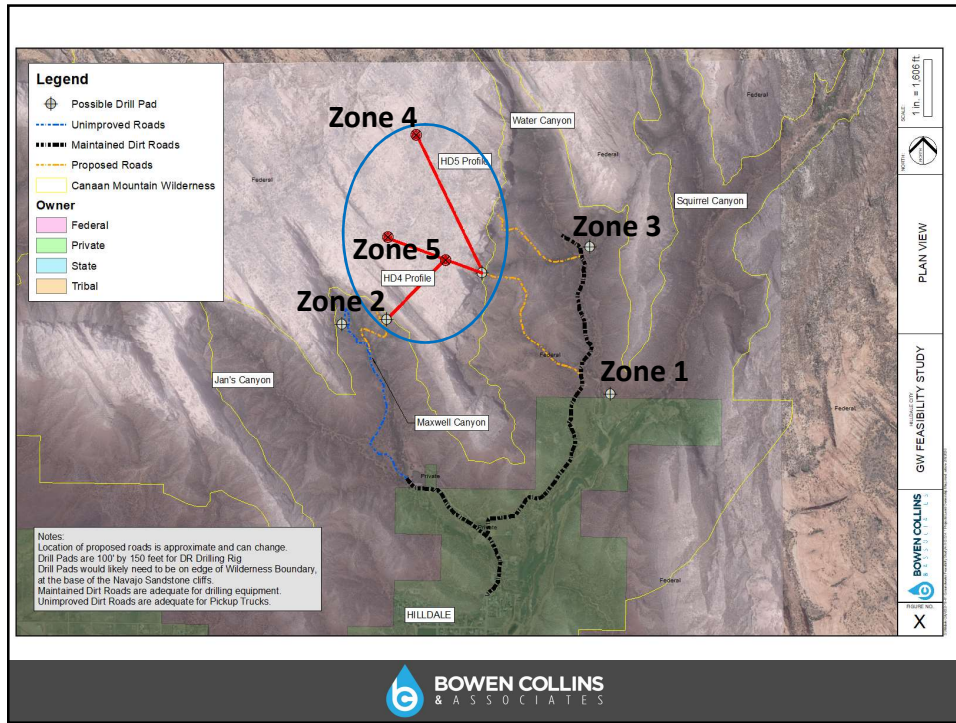 Legend
Possible Drill Pad
Unimproved Roads
Maintained Dirt Roads
Proposed Roads
Canaan Mountain Wilderness
Owner
Federal
Private
State
Tribal
Zone 4
Water Canyon
Federal
HD5 Profile
Federal
Federal
Squirrel Canyon
Zone 3
Zone 5
HD4 Profile
Zone 2
Federal
Zone 1
Jan's Canyon
Federal
Maxwell Canyon
Private
Private
Federal
HILLDALE
Notes:
Location of proposed roads is approximate and can change.
Drill Pads are 100' by 150 feet for DR Drilling Rig
Drill Pads would likely need to be on edge of Wilderness Boundary,
at the base of the Navajo Sandstone cliffs.
Maintained Dirt Roads are adequate for drilling equipment.
Unimproved Dirt Roads are adequate for Pickup Trucks.
SCALE:
1 in. = 1,606 ft.
NORTH:
PLAN VIEW
HILLDALE CITY
GW FEASIBILITY STUDY
BOWEN COLLINS
FIGURE NO.
X
BOWEN COLLINS
& ASSOCIATES